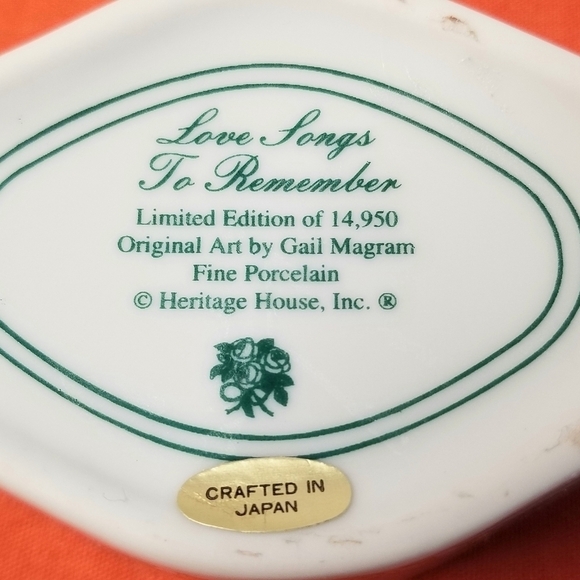 Love Songs
To Remember
Limited Edition of 14,950
Original Art by Gail Magram
Fine Porcelain
© Heritage House, Inc. ®
CRAFTED IN
JAPAN